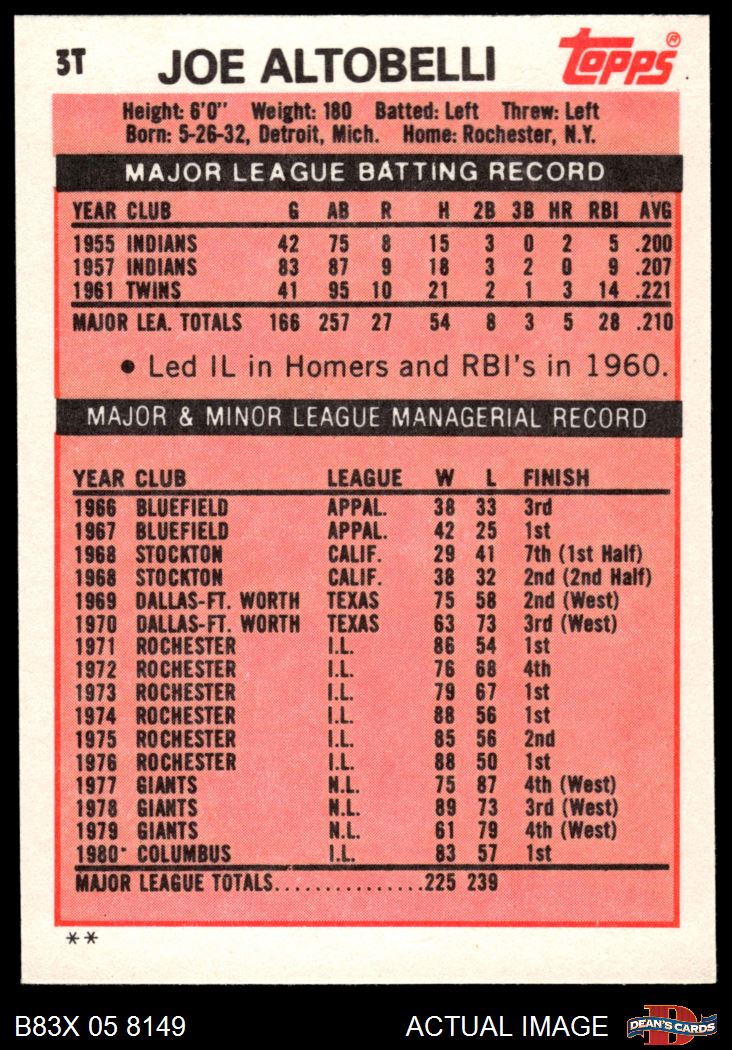 3T JOE ALTOBELLI Topps®
Height: 6'0" Weight: 180 Batted: Left Threw: Left
Born: 5-26-32, Detroit, Mich. Home: Rochester, N.Y.
MAJOR LEAGUE BATTING RECORD
YEAR CLUB G AB R H 2B 3B HR RBI AVG
1955 INDIANS 42 75 8 15 3 0 2 5 .200
1957 INDIANS 83 87 9 18 3 2 0 9 .207
1961 TWINS 41 95 10 21 2 1 3 14 .221
MAJOR LEA. TOTALS 166 257 27 54 8 3 5 28 .210
• Led IL in Homers and RBI's in 1960.
MAJOR & MINOR LEAGUE MANAGERIAL RECORD
YEAR CLUB LEAGUE W L FINISH
1966 BLUEFIELD APPAL. 38 33 3rd
1967 BLUEFIELD APPAL. 42 25 1st
1968 STOCKTON CALIF. 29 41 7th (1st Half)
1968 STOCKTON CALIF. 38 32 2nd (2nd Half)
1969 DALLAS-FT. WORTH TEXAS 75 58 2nd (West)
1970 DALLAS-FT. WORTH TEXAS 63 73 3rd (West)
1971 ROCHESTER I.L. 86 54 1st
1972 ROCHESTER I.L. 76 68 4th
1973 ROCHESTER I.L. 79 67 1st
1974 ROCHESTER I.L. 88 56 1st
1975 ROCHESTER I.L. 85 56 2nd
1976 ROCHESTER I.L. 88 50 1st
1977 GIANTS N.L. 75 87 4th (West)
1978 GIANTS N.L. 89 73 3rd (West)
1979 GIANTS N.L. 61 79 4th (West)
1980· COLUMBUS I.L. 83 57 1st
MAJOR LEAGUE TOTALS...............225 239
**
B83X 05 8149 ACTUAL IMAGE D DEAN'S CARDS